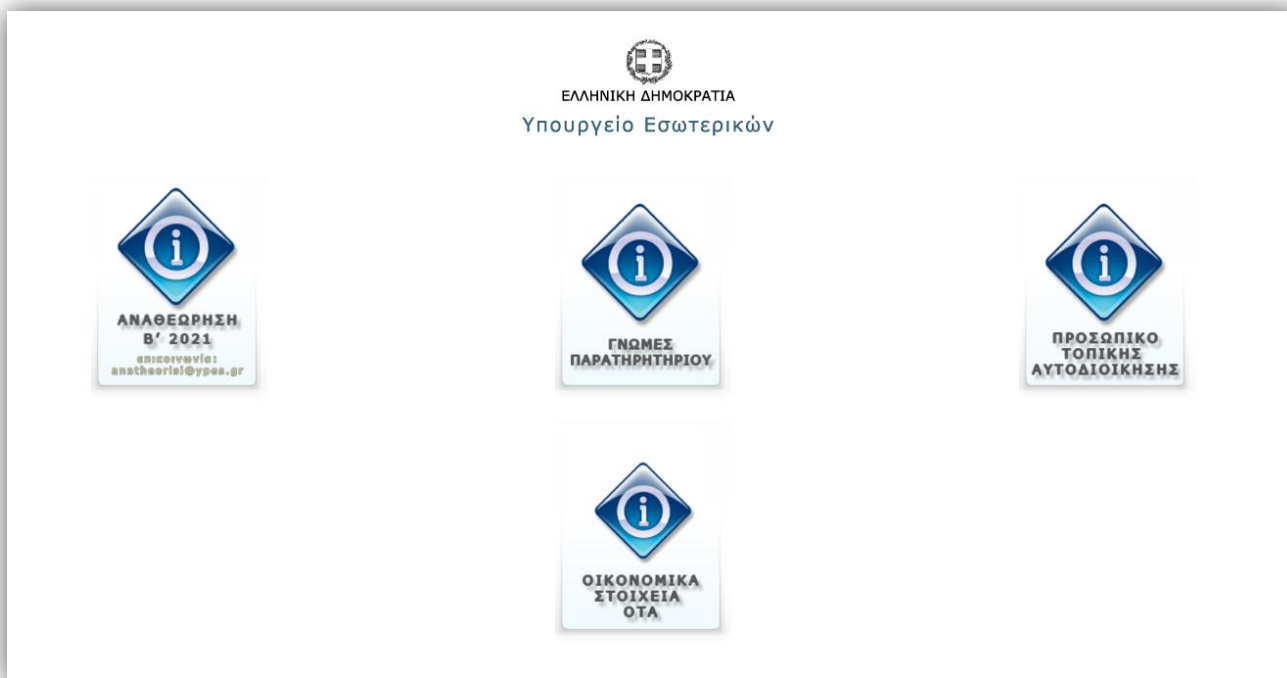 ΕΛΛΗΝΙΚΗ ΔΗΜΟΚΡΑΤΙΑ
Υπουργείο Εσωτερικών
ΑΝΑΘΕΩΡΗΣΗ
Β' 2021
επικοινωνία:
anatheorisi@ypes.gr
ΓΝΩΜΕΣ
ΠΑΡΑΤΗΡΗΤΗΡΙΟΥ
ΠΡΟΣΩΠΙΚΟ
ΤΟΠΙΚΗΣ
ΑΥΤΟΔΙΟΙΚΗΣΗΣ
ΟΙΚΟΝΟΜΙΚΑ
ΣΤΟΙΧΕΙΑ
ΟΤΑ